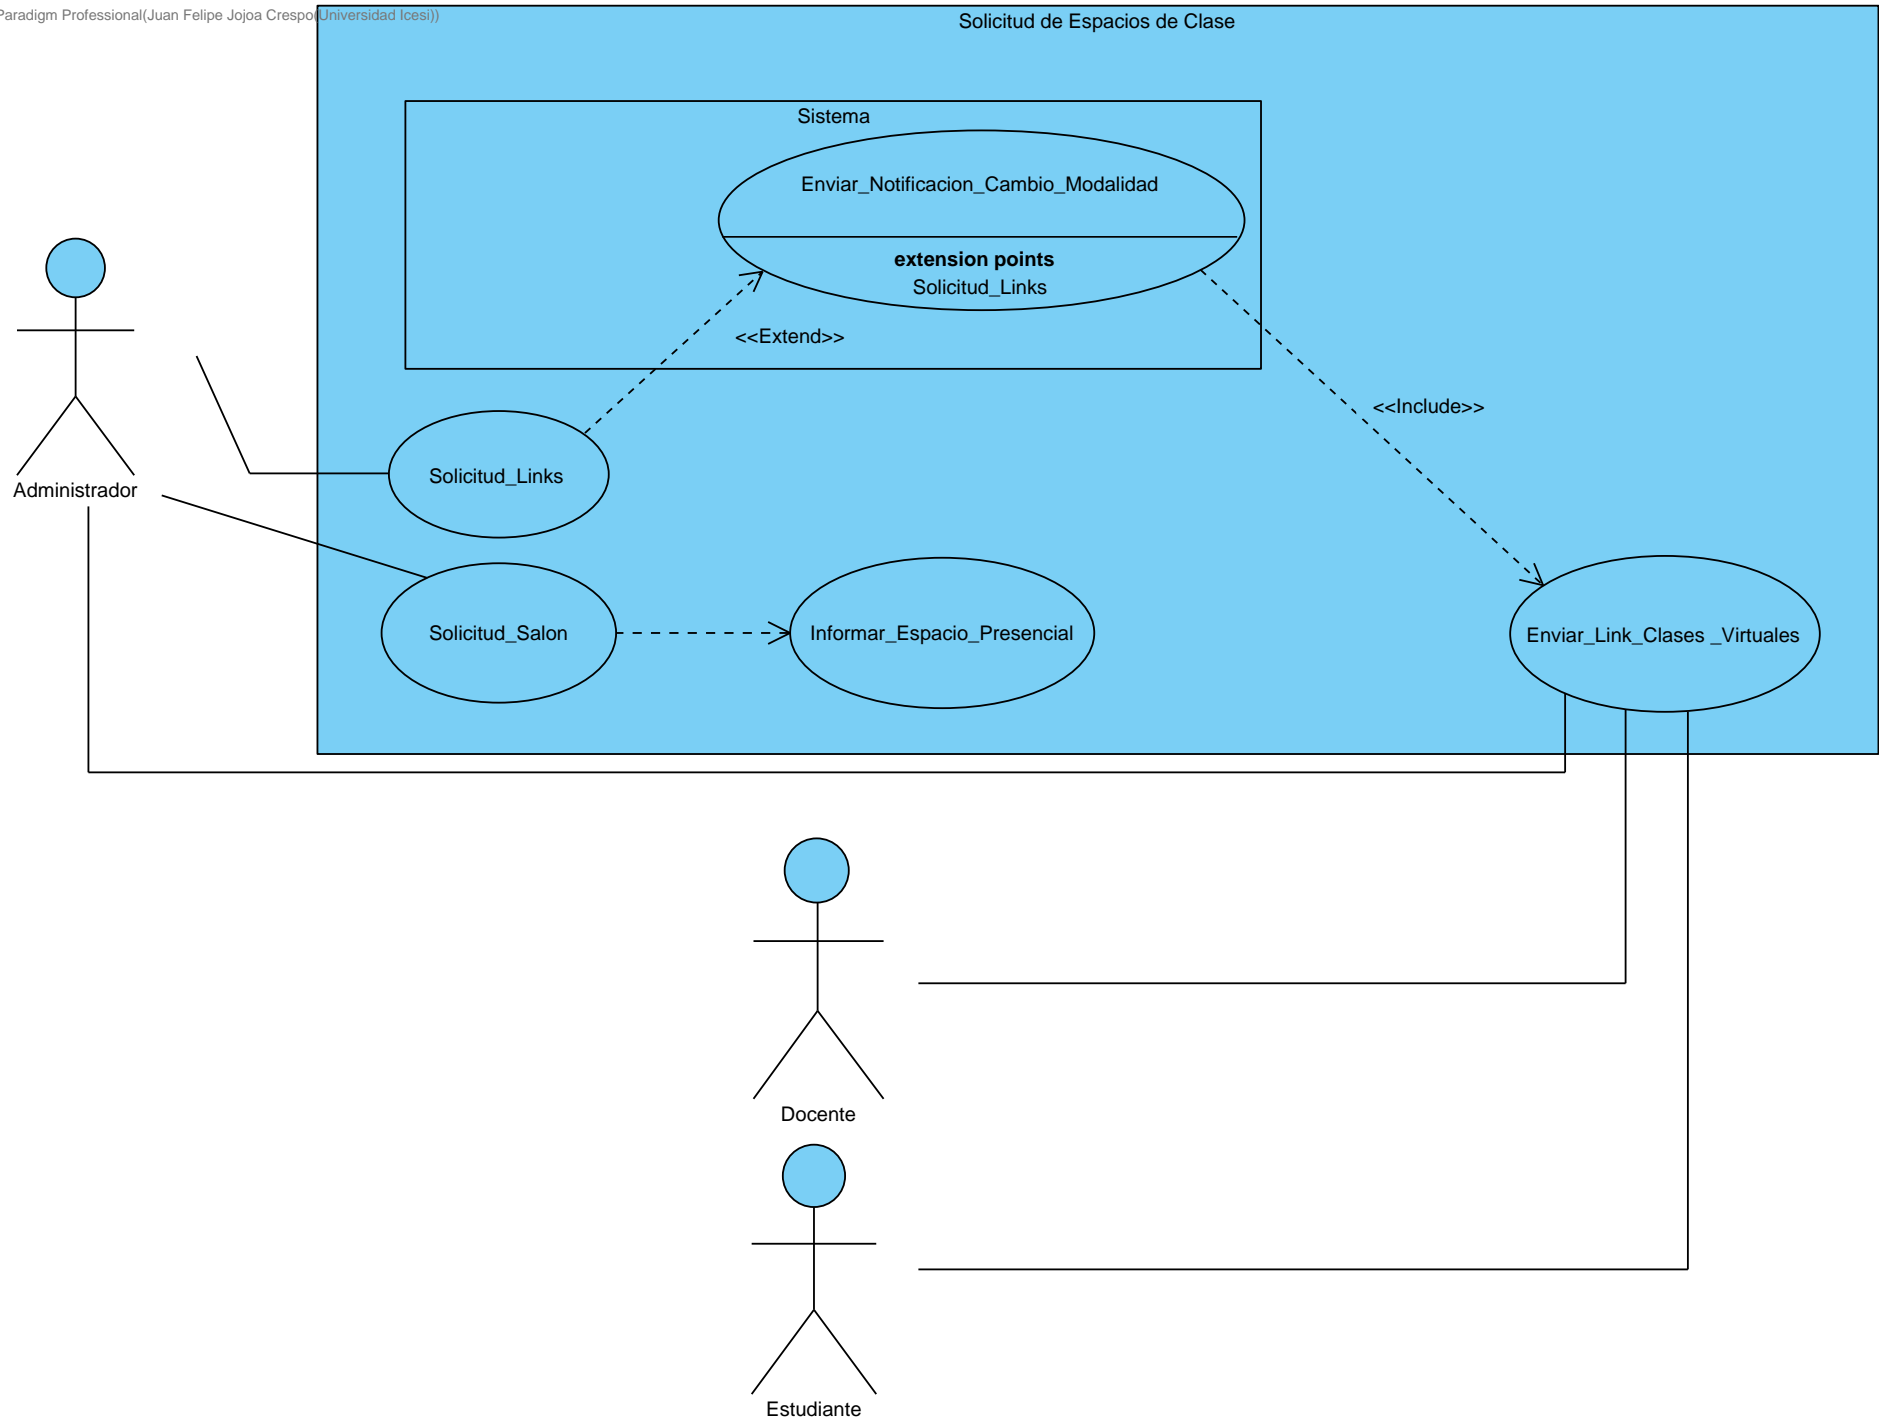 Paradigm Professional(Juan Felipe Jojoa Crespo(Universidad Icesi))
Solicitud de Espacios de Clase
Sistema
Enviar_Notificacion_Cambio_Modalidad
extension points
Solicitud_Links
<<Extend>>
<<Include>>
Solicitud_Links
Administrador
Solicitud_Salon
Informar_Espacio_Presencial
Enviar_Link_Clases _Virtuales
Docente
Estudiante